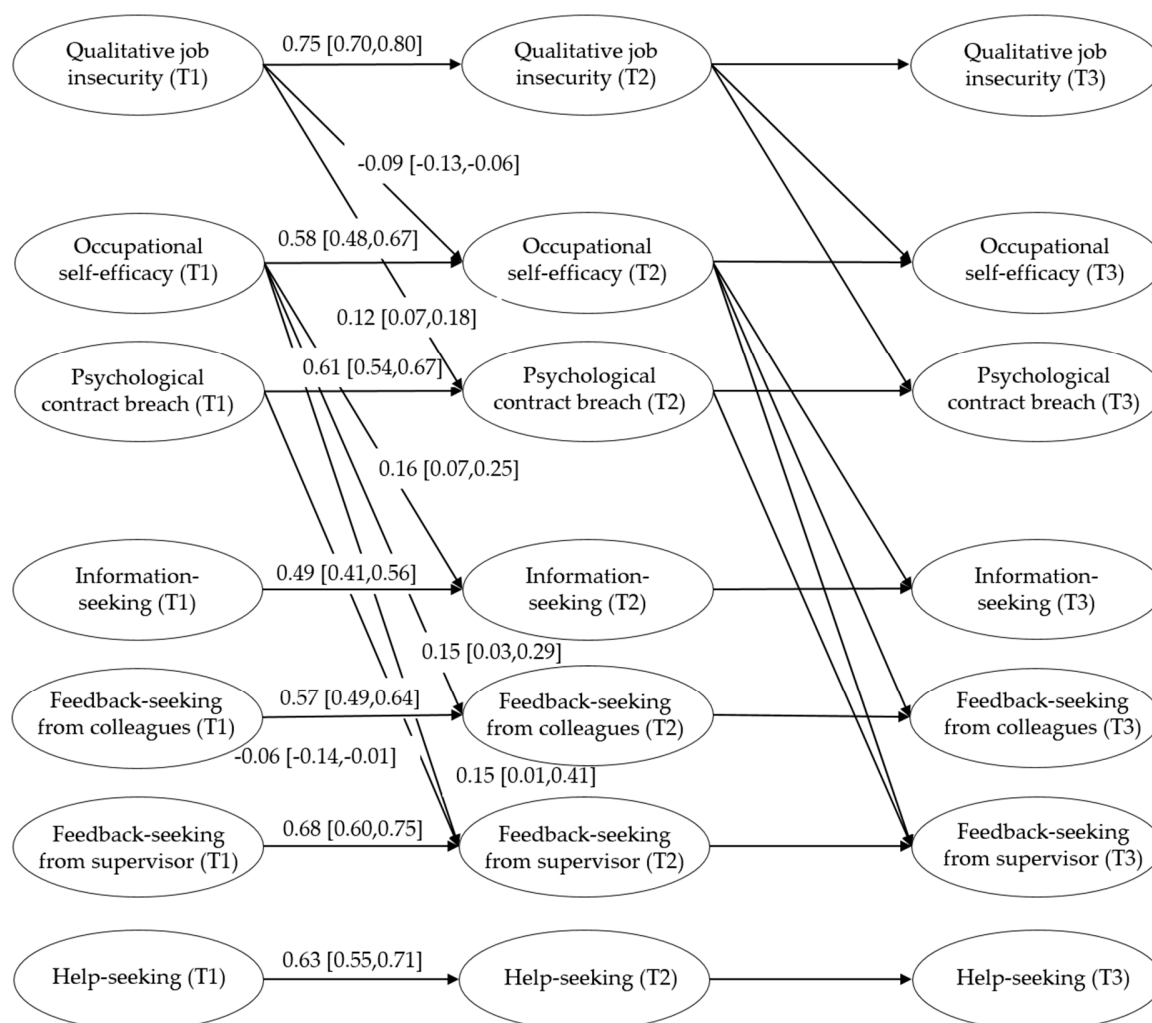 Qualitative job
insecurity (T1)
0.75 [0.70,0.80]
Qualitative job
insecurity (T2)
Qualitative job
insecurity (T3)
-0.09 [-0.13,-0.06]
Occupational
self-efficacy (T1)
0.58 [0.48,0.67]
Occupational
self-efficacy (T2)
Occupational
self-efficacy (T3)
0.12 [0.07,0.18]
Psychological
contract breach (T1)
0.61 [0.54,0.67]
Psychological
contract breach (T2)
Psychological
contract breach (T3)
0.16 [0.07,0.25]
Information-
seeking (T1)
0.49 [0.41,0.56]
Information-
seeking (T2)
Information-
seeking (T3)
0.15 [0.03,0.29]
Feedback-seeking
from colleagues (T1)
0.57 [0.49,0.64]
Feedback-seeking
from colleagues (T2)
Feedback-seeking
from colleagues (T3)
-0.06 [-0.14,-0.01]
0.15 [0.01,0.41]
Feedback-seeking
from supervisor (T1)
0.68 [0.60,0.75]
Feedback-seeking
from supervisor (T2)
Feedback-seeking
from supervisor (T3)
Help-seeking (T1)
0.63 [0.55,0.71]
Help-seeking (T2)
Help-seeking (T3)